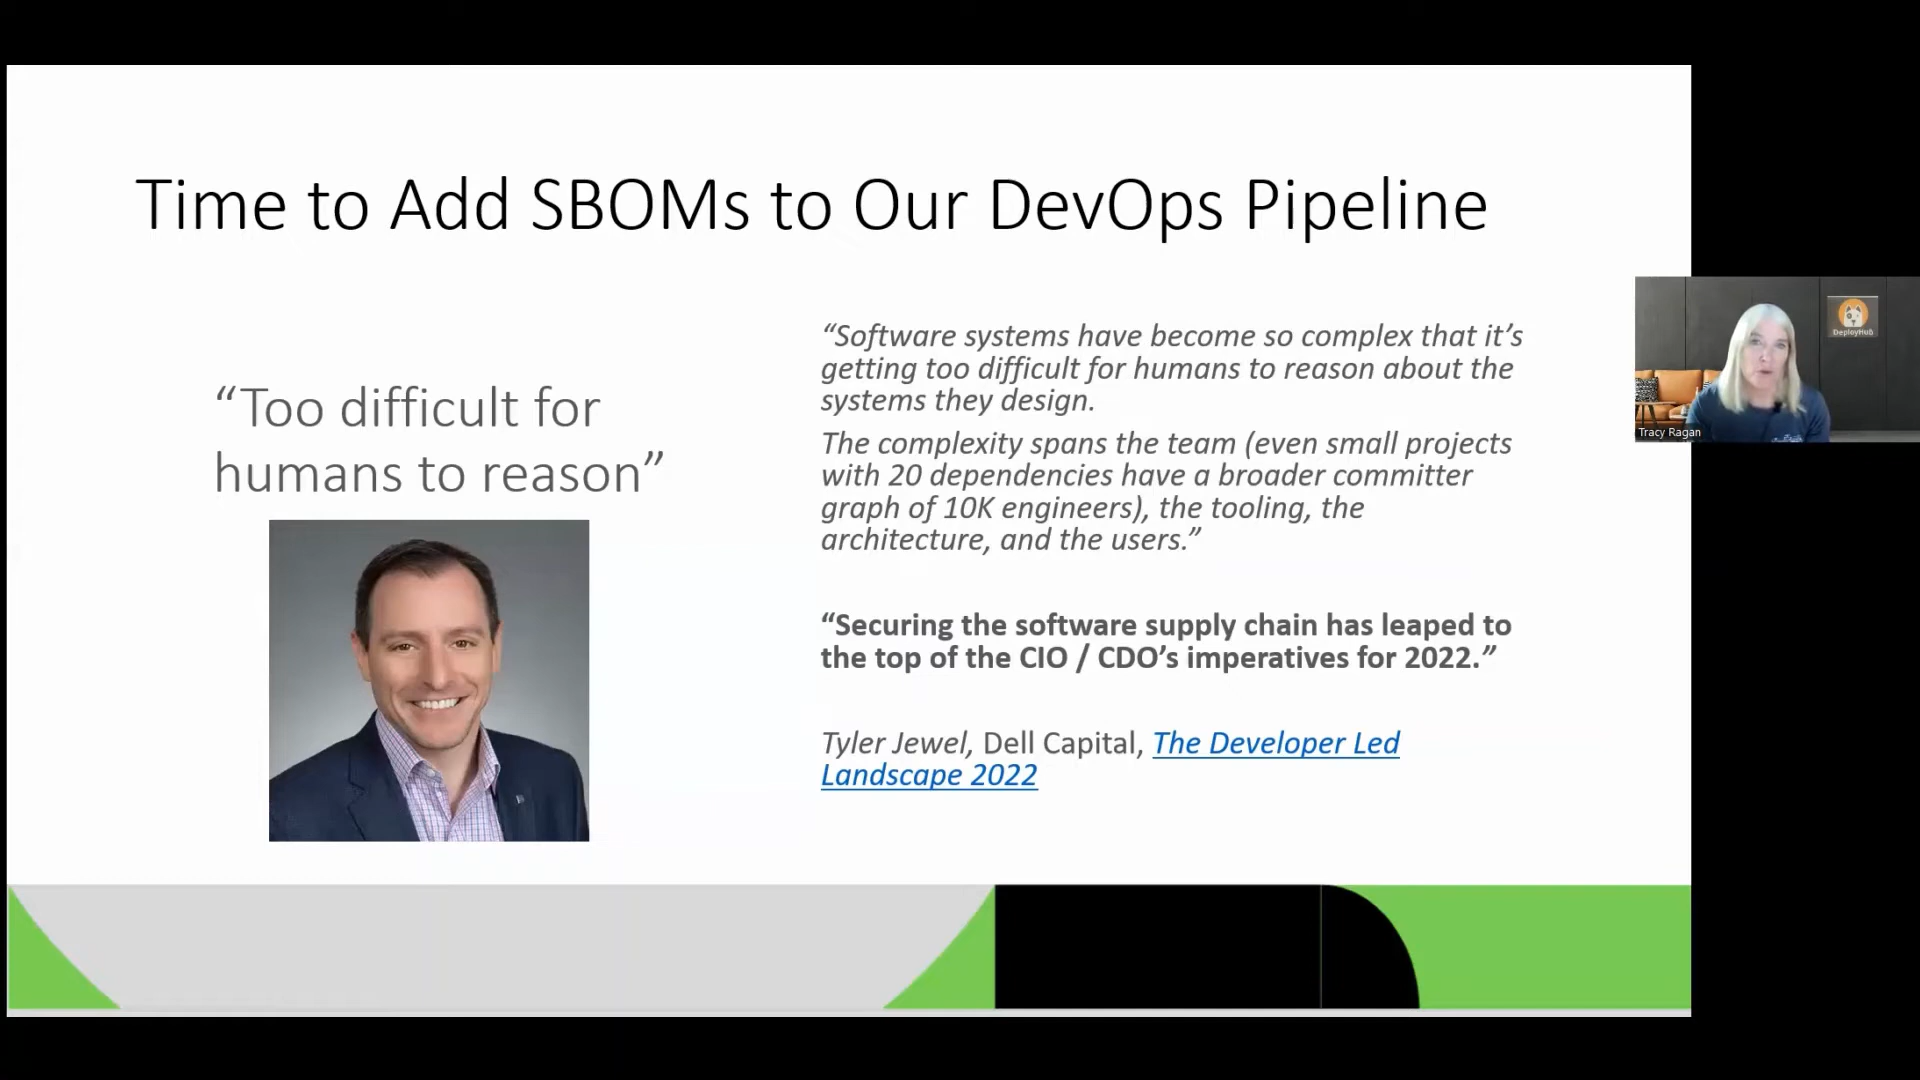 Time to Add SBOMs to Our DevOps Pipeline
“Too difficult for
humans to reason”
“Software systems have become so complex that it’s
getting too difficult for humans to reason about the
systems they design.
The complexity spans the team (even small projects
with 20 dependencies have a broader committer
graph of 10K engineers), the tooling, the
architecture, and the users.”
“Securing the software supply chain has leaped to
the top of the CIO / CDO’s imperatives for 2022.”
Tyler Jewel, Dell Capital, The Developer Led
Landscape 2022
DeployHub
Tracy Ragan